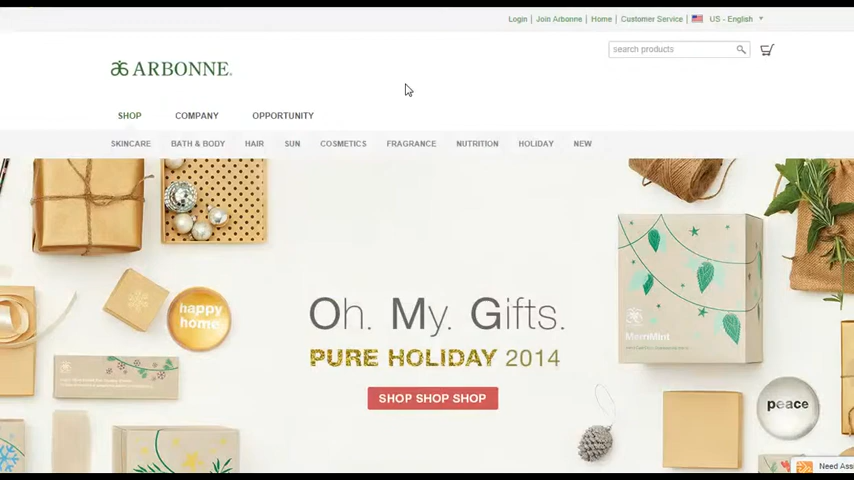 Login | Join Arbonne | Home | Customer Service | US - English
search products
ARBONNE
SHOP COMPANY OPPORTUNITY
SKINCARE BATH & BODY HAIR SUN COSMETICS FRAGRANCE NUTRITION HOLIDAY NEW
happy
home
Oh. My. Gifts.
PURE HOLIDAY 2014
SHOP SHOP SHOP
MerriMint
peace
Need Ass